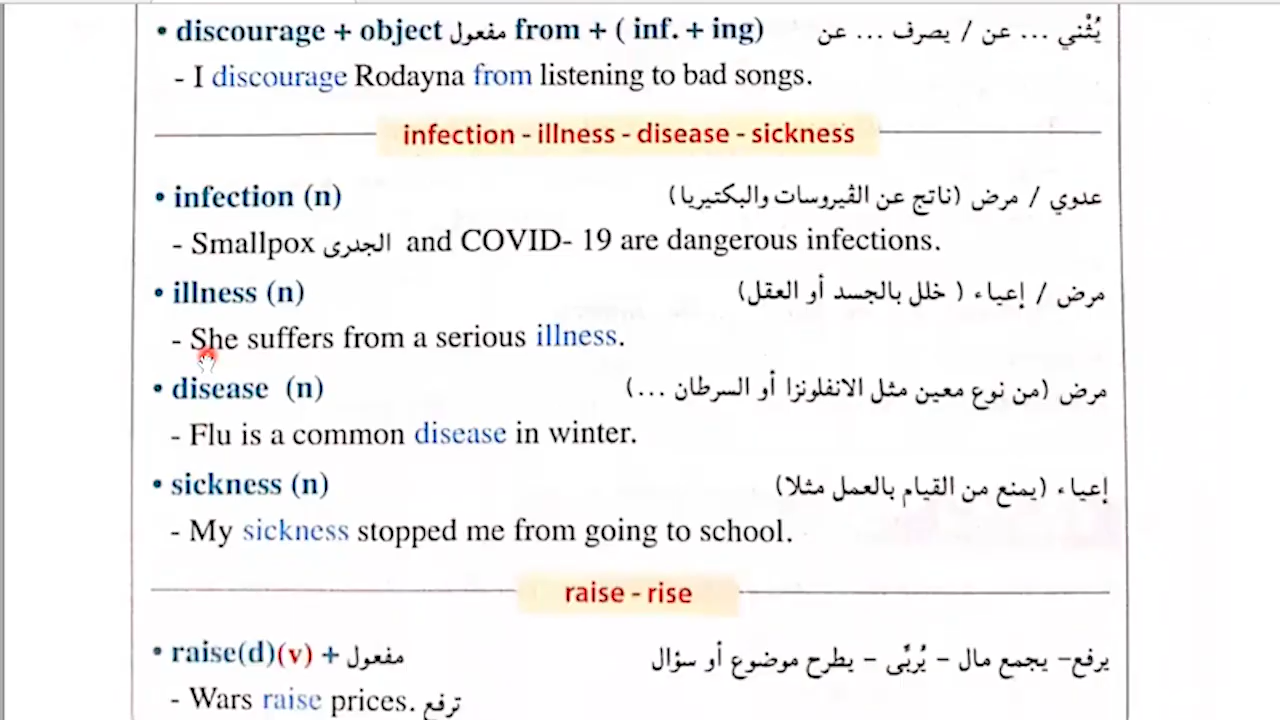 • discourage + object مفعول from + ( inf. + ing) يُثْني ... عن / يصرف ... عن
- I discourage Rodayna from listening to bad songs.
infection - illness - disease - sickness
• infection (n) عدوي / مرض (ناتج عن الڤيروسات والبكتيريا)
- Smallpox الجدرى and COVID- 19 are dangerous infections.
• illness (n) مرض / إعياء ( خلل بالجسد أو العقل)
- She suffers from a serious illness.
• disease (n) مرض (من نوع معين مثل الانفلونزا أو السرطان ...)
- Flu is a common disease in winter.
• sickness (n) إعياء (يمنع من القيام بالعمل مثلا)
- My sickness stopped me from going to school.
raise - rise
• raise(d)(v) + مفعول يرفع– يجمع مال – يُربِّى – يطرح موضوع أو سؤال
- Wars raise prices. ترفع